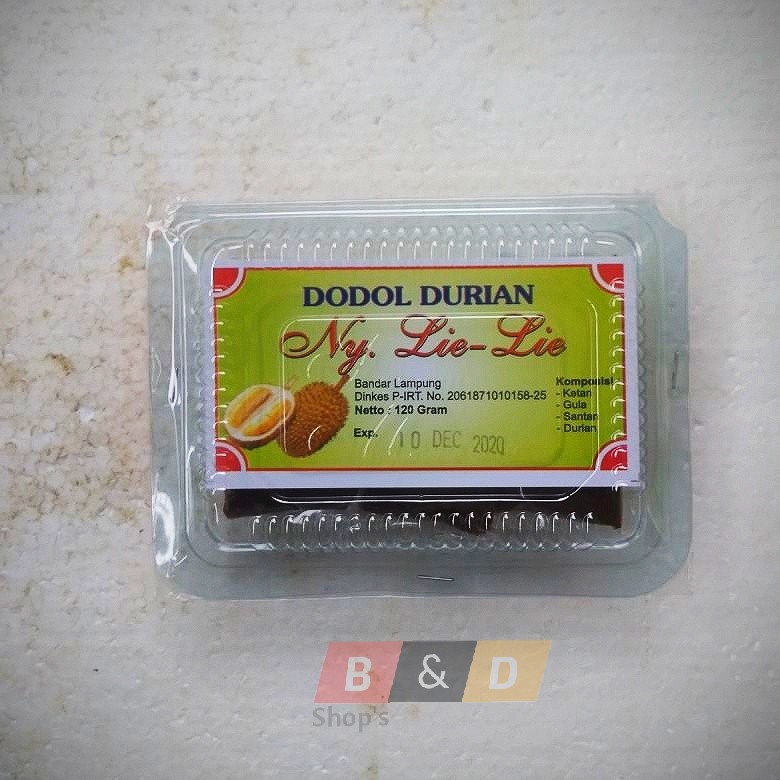 DODOL DURIAN
Ny. Lie-Lie
Bandar Lampung
Dinkes P-IRT. No. 2061871010158-25
Netto : 120 Gram
Exp. 10 DEC 2020
Komposisi
- Ketan
- Gula
- Santan
- Durian
B & D
Shop's